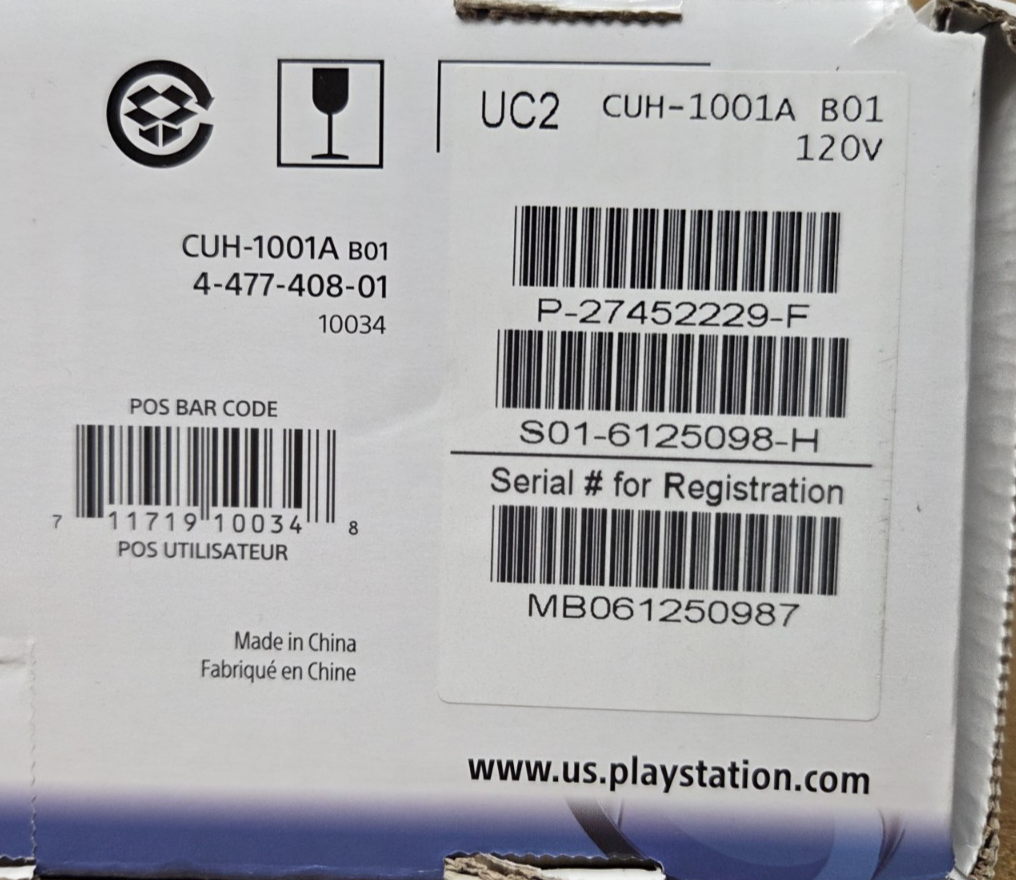 UC2 CUH-1001A B01
120V
CUH-1001A B01
4-477-408-01
10034
P-27452229-F
S01-6125098-H
Serial # for Registration
MB061250987
POS BAR CODE
7 11719 10034 8
POS UTILISATEUR
Made in China
Fabriqué en Chine
www.us.playstation.com